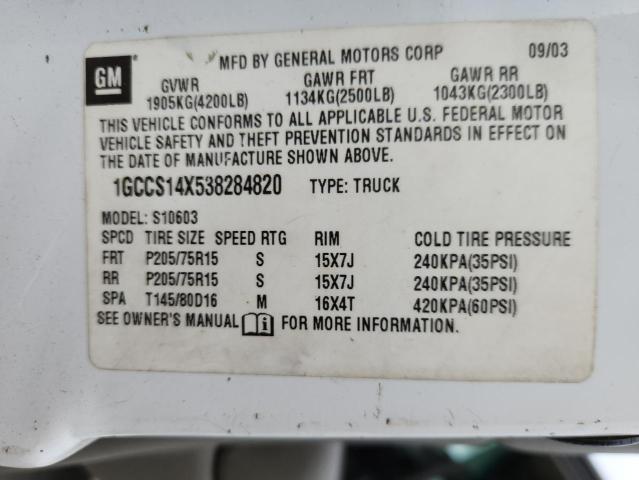 GM
MFD BY GENERAL MOTORS CORP 09/03
GVWR GAWR FRT GAWR RR
1905KG(4200LB) 1134KG(2500LB) 1043KG(2300LB)
THIS VEHICLE CONFORMS TO ALL APPLICABLE U.S. FEDERAL MOTOR
VEHICLE SAFETY AND THEFT PREVENTION STANDARDS IN EFFECT ON
THE DATE OF MANUFACTURE SHOWN ABOVE.
1GCCS14X538284820 TYPE: TRUCK
MODEL: S10603
SPCD TIRE SIZE SPEED RTG RIM COLD TIRE PRESSURE
FRT P205/75R15 S 15X7J 240KPA(35PSI)
RR P205/75R15 S 15X7J 240KPA(35PSI)
SPA T145/80D16 M 16X4T 420KPA(60PSI)
SEE OWNER'S MANUAL i FOR MORE INFORMATION.